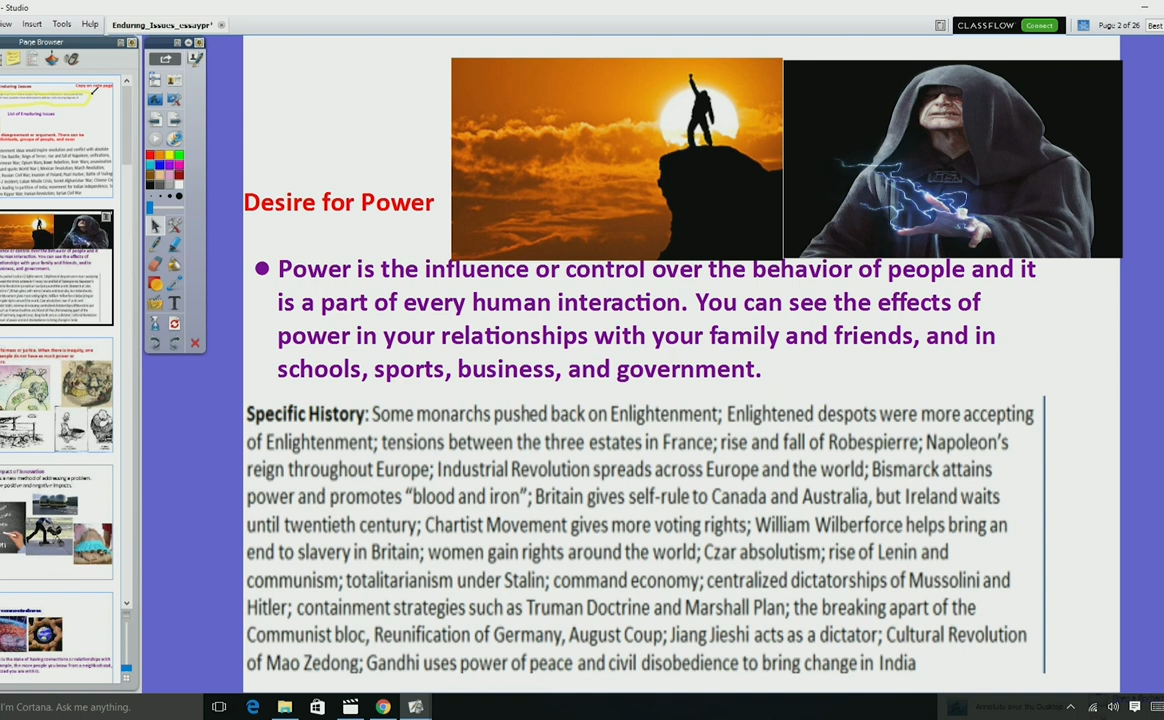 - Studio
iew Insert Tools Help Enduring_Issues_essaypr*
CLASSFLOW Connect Page 2 of 26 Best
Page Browser
nduring Issues
List of Enduring Issues
Desire for Power
Power is the influence or control over the behavior of people and it
is a part of every human interaction. You can see the effects of
power in your relationships with your family and friends, and in
schools, sports, business, and government.
Specific History: Some monarchs pushed back on Enlightenment; Enlightened despots were more accepting
of Enlightenment; tensions between the three estates in France; rise and fall of Robespierre; Napoleon's
reign throughout Europe; Industrial Revolution spreads across Europe and the world; Bismarck attains
power and promotes “blood and iron”; Britain gives self-rule to Canada and Australia, but Ireland waits
until twentieth century; Chartist Movement gives more voting rights; William Wilberforce helps bring an
end to slavery in Britain; women gain rights around the world; Czar absolutism; rise of Lenin and
communism; totalitarianism under Stalin; command economy; centralized dictatorships of Mussolini and
Hitler; containment strategies such as Truman Doctrine and Marshall Plan; the breaking apart of the
Communist bloc, Reunification of Germany, August Coup; Jiang Jieshi acts as a dictator; Cultural Revolution
of Mao Zedong; Gandhi uses power of peace and civil disobedience to bring change in India
I'm Cortana. Ask me anything.